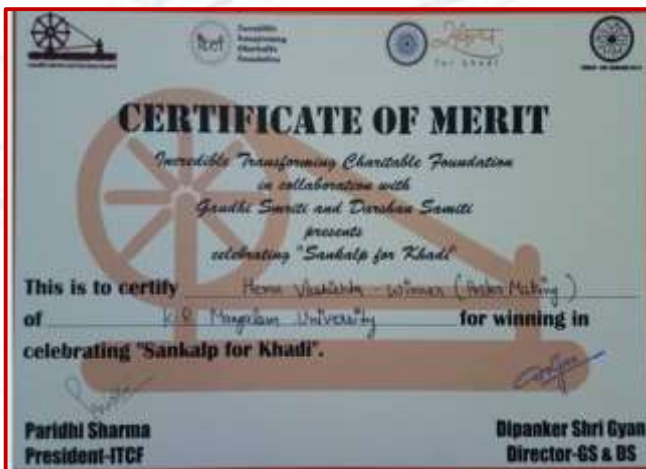 Incredible
Transforming
Charitable
Foundation
for khadi
CERTIFICATE OF MERIT
Incredible Transforming Charitable Foundation
in collaboration with
Gandhi Smriti and Darshan Samiti
presents
celebrating "Sankalp for Khadi"
This is to certify Vashishta - Winner (Poster Making)
of K.R. Mangalam University for winning in
celebrating "Sankalp for Khadi".
Paridhi Sharma
President-ITCF
Dipanker Shri Gyan
Director-GS & DS